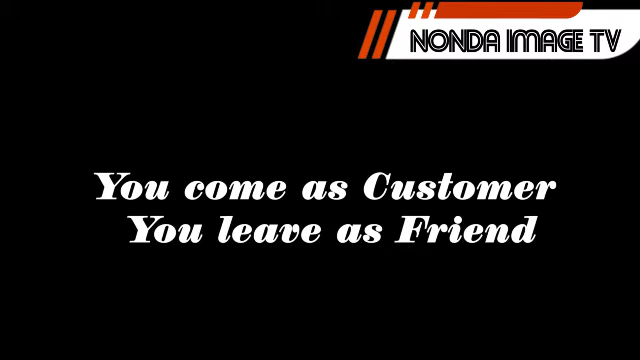 NONDA IMAGE TV
You come as Customer
You leave as Friend